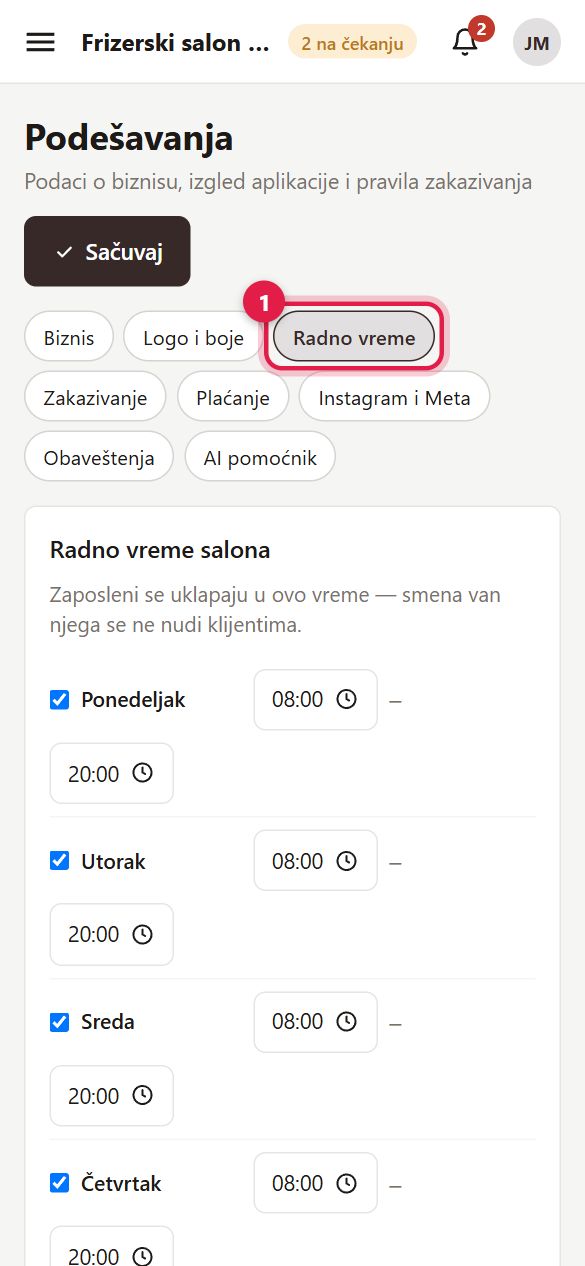 Frizerski salon ...
2 na čekanju
2
JM
Podešavanja
Podaci o biznisu, izgled aplikacije i pravila zakazivanja
Sačuvaj
1
Biznis
Logo i boje
Radno vreme
Zakazivanje
Plaćanje
Instagram i Meta
Obaveštenja
AI pomoćnik
Radno vreme salona
Zaposleni se uklapaju u ovo vreme — smena van
njega se ne nudi klijentima.
Ponedeljak 08:00 –
20:00
Utorak 08:00 –
20:00
Sreda 08:00 –
20:00
Četvrtak 08:00 –
20:00